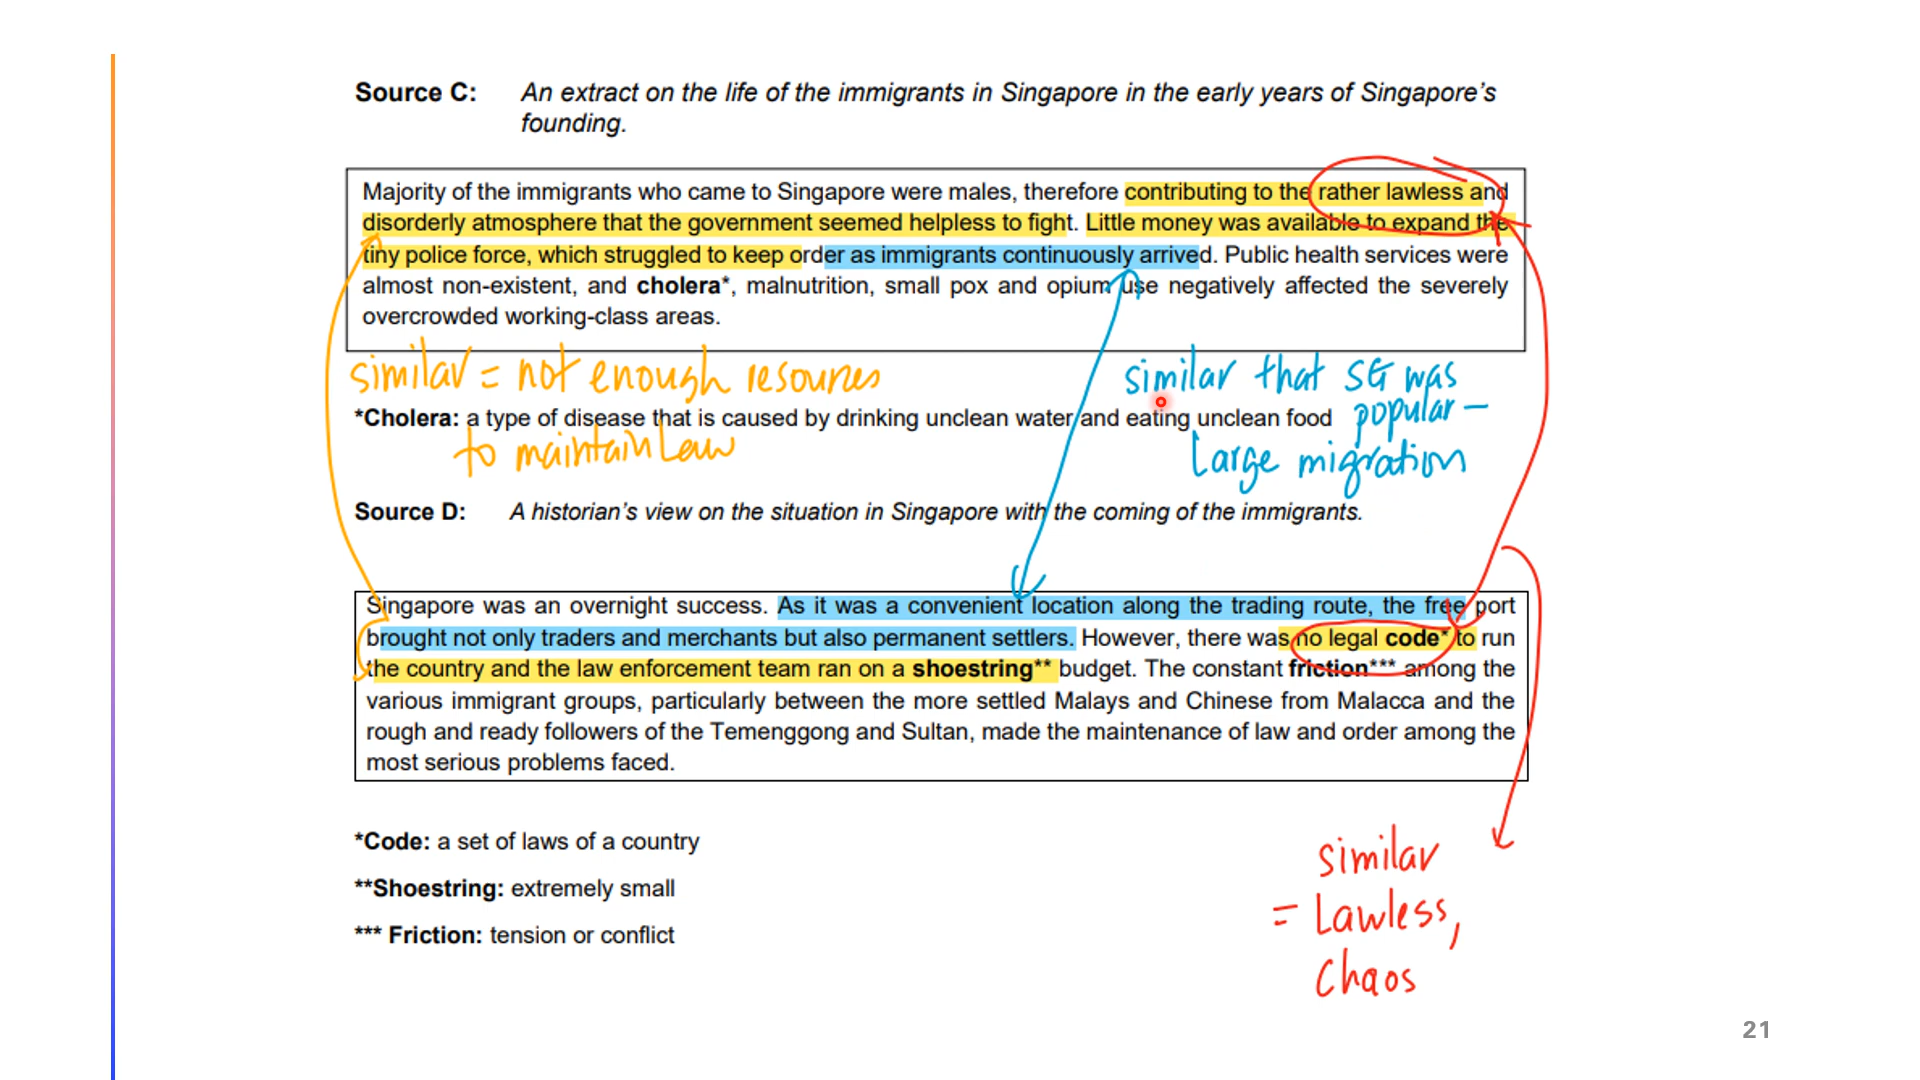 Source C: An extract on the life of the immigrants in Singapore in the early years of Singapore's
founding.
Majority of the immigrants who came to Singapore were males, therefore contributing to the rather lawless and
disorderly atmosphere that the government seemed helpless to fight. Little money was available to expand the
tiny police force, which struggled to keep order as immigrants continuously arrived. Public health services were
almost non-existent, and cholera*, malnutrition, small pox and opium use negatively affected the severely
overcrowded working-class areas.
similar = not enough resources
similar that SG was
*Cholera: a type of disease that is caused by drinking unclean water and eating unclean food
popular -
to maintain Law
Large migration
Source D: A historian's view on the situation in Singapore with the coming of the immigrants.
Singapore was an overnight success. As it was a convenient location along the trading route, the free port
brought not only traders and merchants but also permanent settlers. However, there was no legal code* to run
the country and the law enforcement team ran on a shoestring** budget. The constant friction*** among the
various immigrant groups, particularly between the more settled Malays and Chinese from Malacca and the
rough and ready followers of the Temenggong and Sultan, made the maintenance of law and order among the
most serious problems faced.
*Code: a set of laws of a country
**Shoestring: extremely small
*** Friction: tension or conflict
similar
= Lawless,
Chaos
21